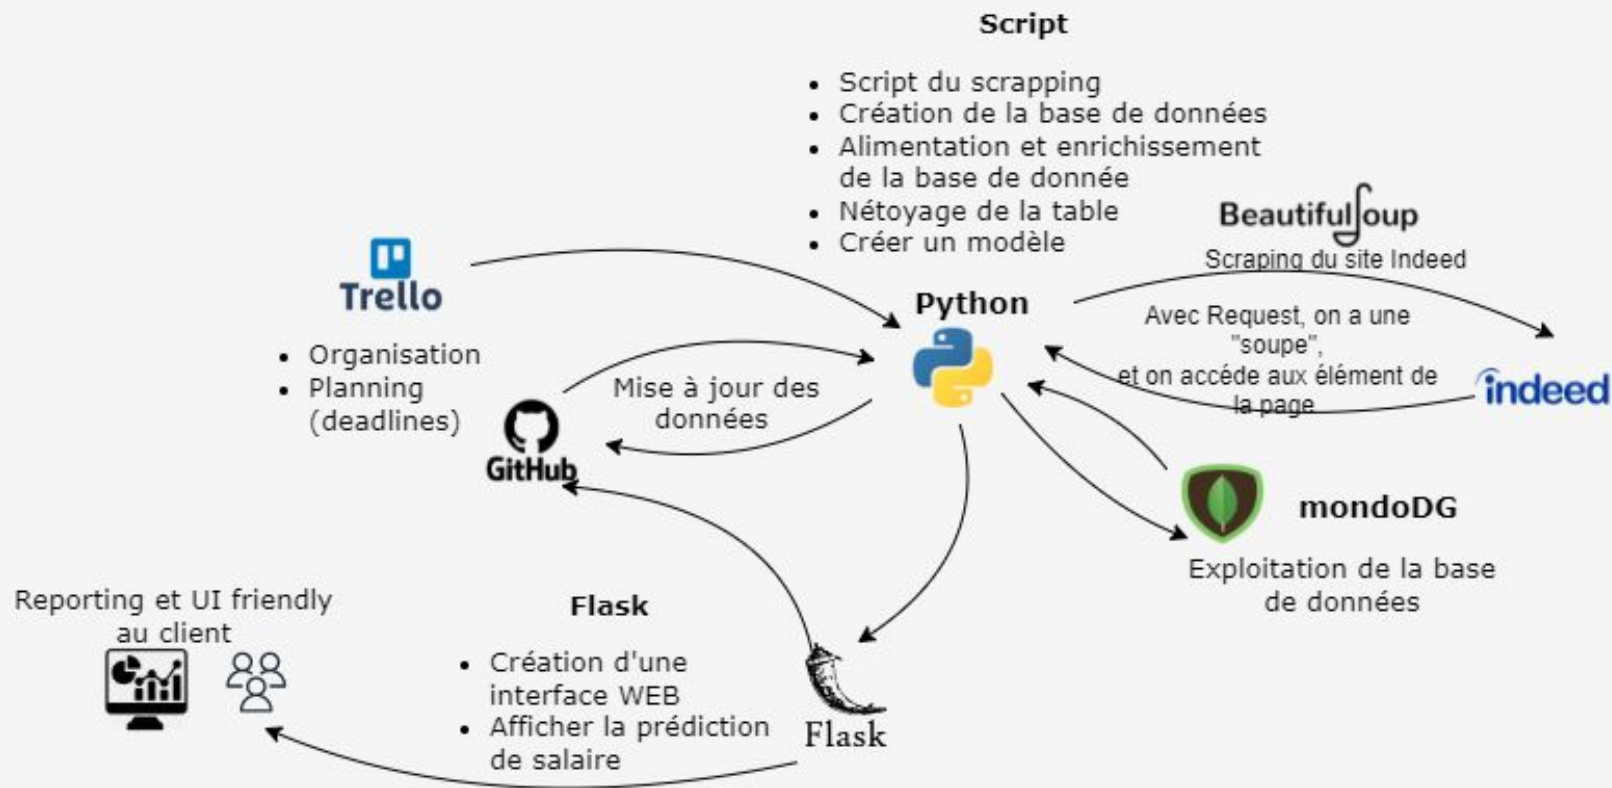 Script
• Script du scrapping
• Création de la base de données
• Alimentation et enrichissement
de la base de donnée
• Nétoyage de la table
• Créer un modèle
BeautifulSoup
Scraping du site Indeed
Trello
• Organisation
• Planning
(deadlines)
Python
Avec Request, on a une
"soupe",
et on accéde aux élément de
la page
indeed
Mise à jour des
données
GitHub
mondoDG
Exploitation de la base
de données
Reporting et UI friendly
au client
Flask
• Création d'une
interface WEB
• Afficher la prédiction
de salaire
Flask